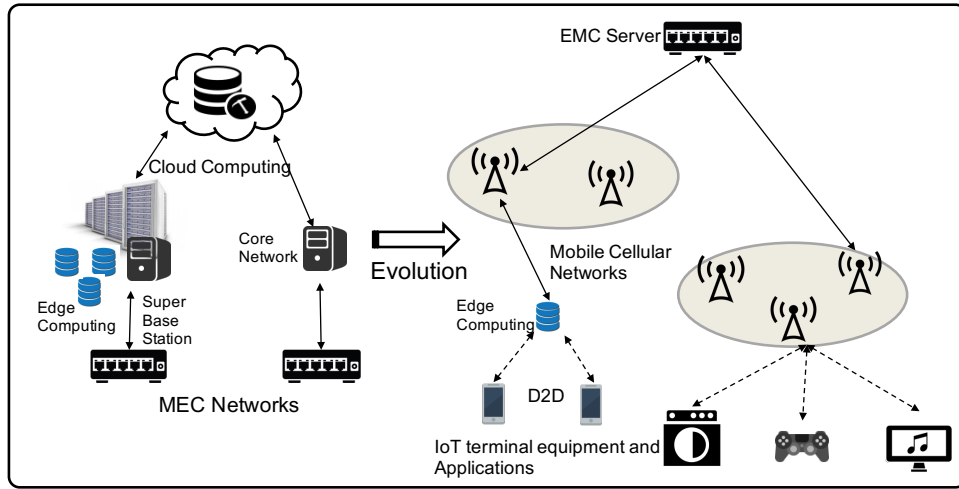 EMC Server
Cloud Computing
Core
Network
Evolution
Mobile Cellular
Networks
Edge
Computing
Super
Base
Station
Edge
Computing
MEC Networks
D2D
IoT terminal equipment and
Applications